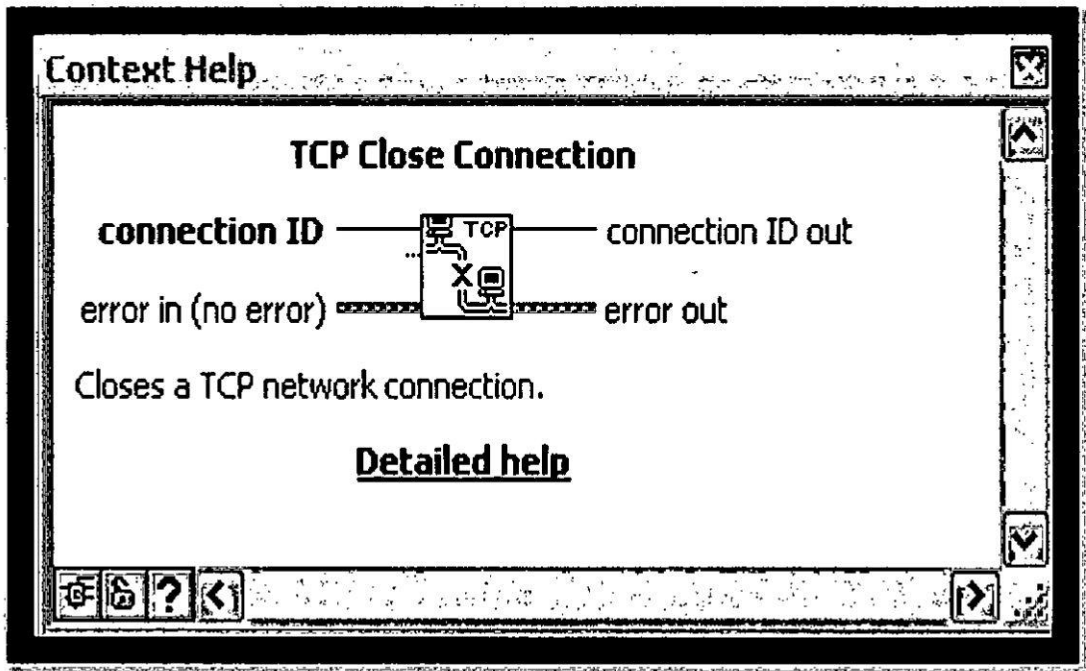 Context Help
TCP Close Connection
connection ID
TCP
connection ID out
error in (no error)
error out
Closes a TCP network connection.
Detailed help
?